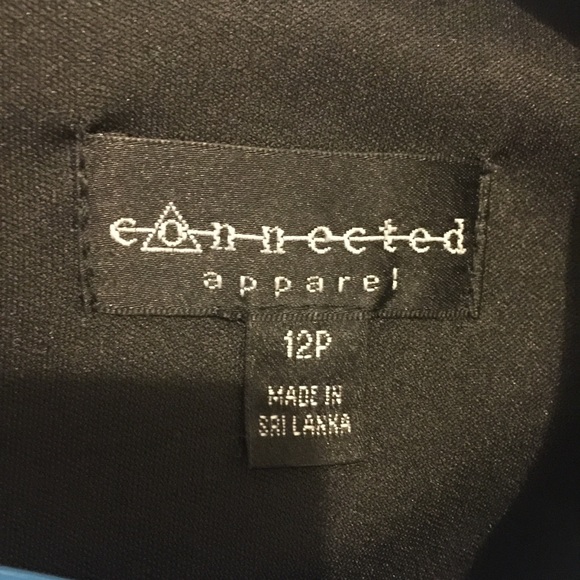 connected
apparel
12P
MADE IN
SRI LANKA